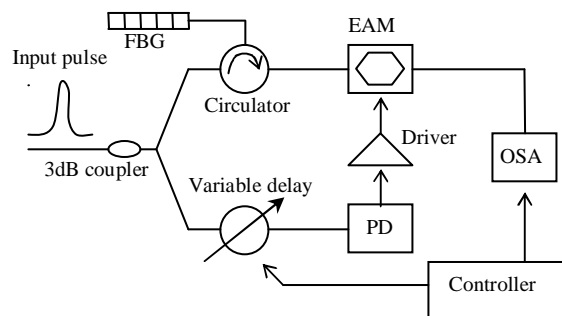 FBG
EAM
Input pulse
Circulator
Driver
OSA
3dB coupler
Variable delay
PD
Controller